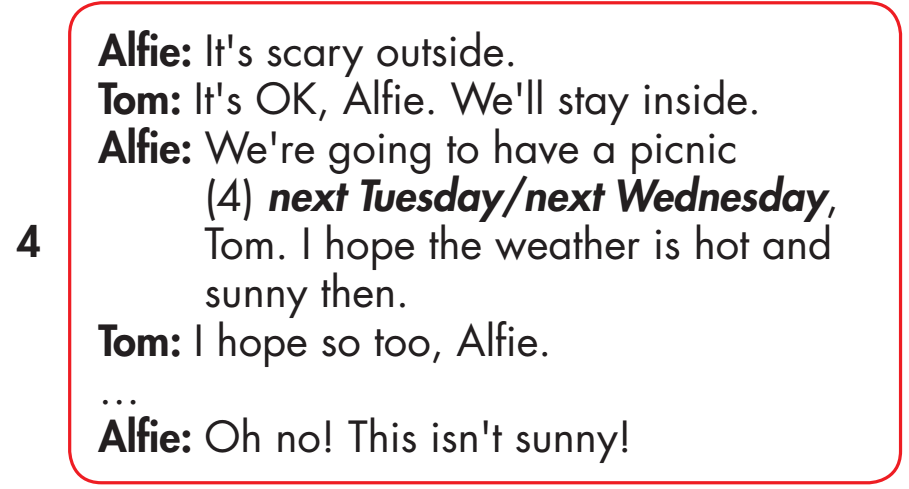 Alfie: It's scary outside.
Tom: It's OK, Alfie. We'll stay inside.
Alfie: We're going to have a picnic
(4) next Tuesday/next Wednesday,
4
Tom. I hope the weather is hot and
sunny then.
Tom: I hope so too, Alfie.
...
Alfie: Oh no! This isn't sunny!